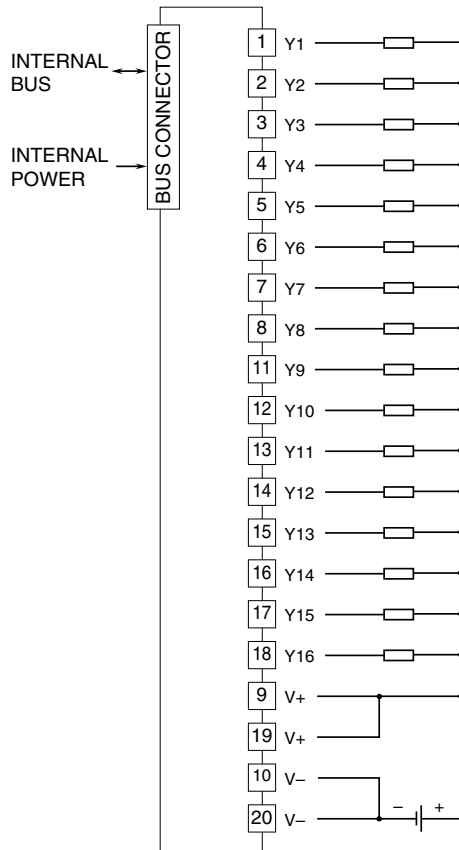 INTERNAL
BUS
INTERNAL
POWER
BUS CONNECTOR
1 Y1
2 Y2
3 Y3
4 Y4
5 Y5
6 Y6
7 Y7
8 Y8
11 Y9
12 Y10
13 Y11
14 Y12
15 Y13
16 Y14
17 Y15
18 Y16
9 V+
19 V+
10 V–
20 V– – +